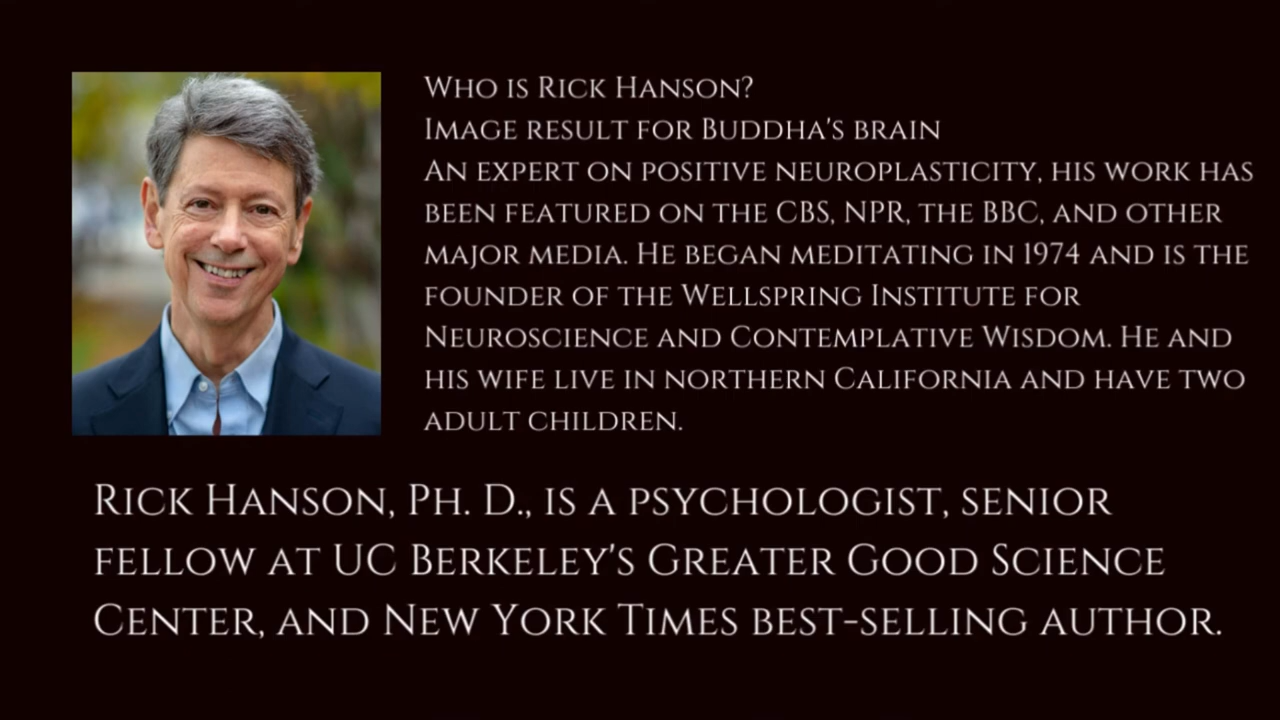 Who is Rick Hanson?
Image result for Buddha's brain
An expert on positive neuroplasticity, his work has
been featured on the CBS, NPR, the BBC, and other
major media. He began meditating in 1974 and is the
founder of the Wellspring Institute for
Neuroscience and Contemplative Wisdom. He and
his wife live in northern California and have two
adult children.
Rick Hanson, Ph. D., is a psychologist, senior
fellow at UC Berkeley's Greater Good Science
Center, and New York Times best-selling author.